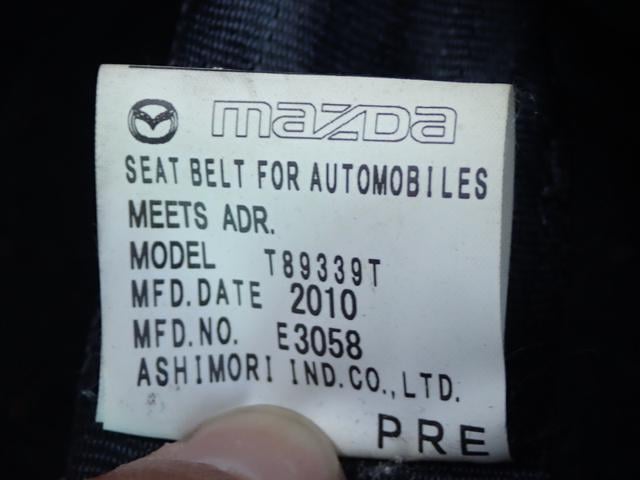 mazda
SEAT BELT FOR AUTOMOBILES
MEETS ADR.
MODEL T89339T
MFD.DATE 2010
MFD.NO. E3058
ASHIMORI IND.CO.,LTD.
PRE